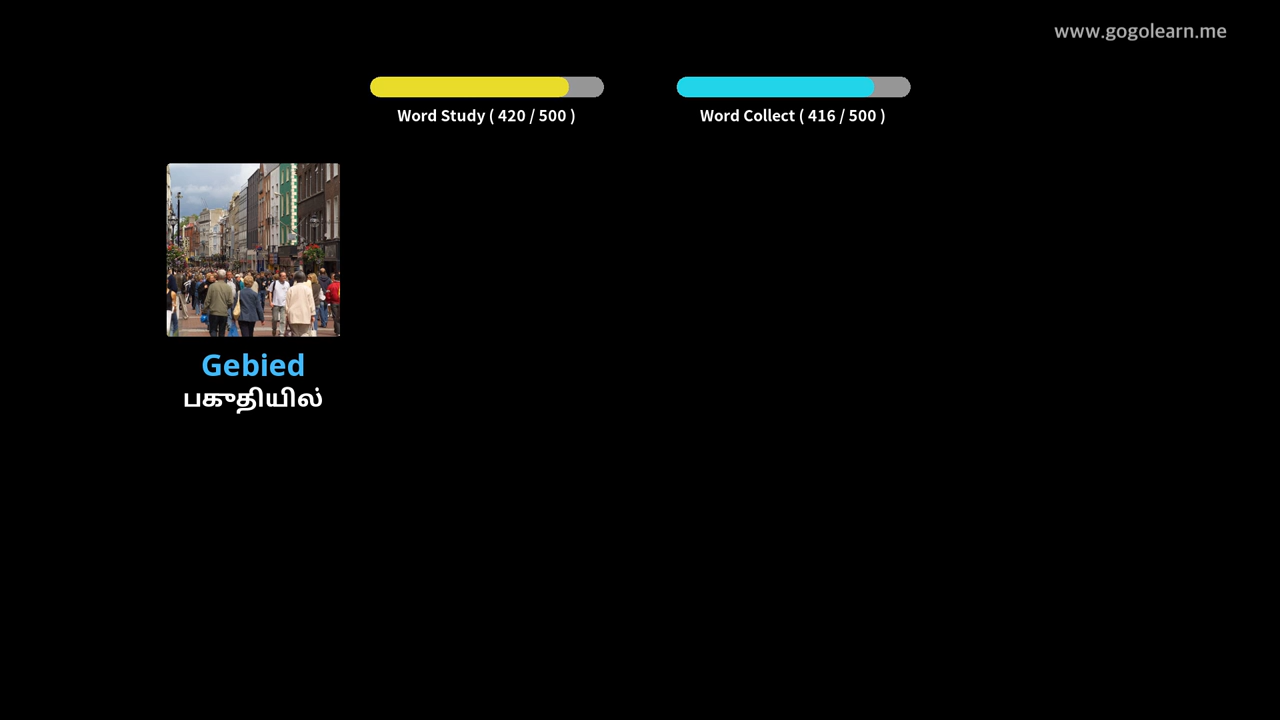 www.gogolearn.me
Word Study ( 420 / 500 )
Word Collect ( 416 / 500 )
Gebied
பகுதியில்